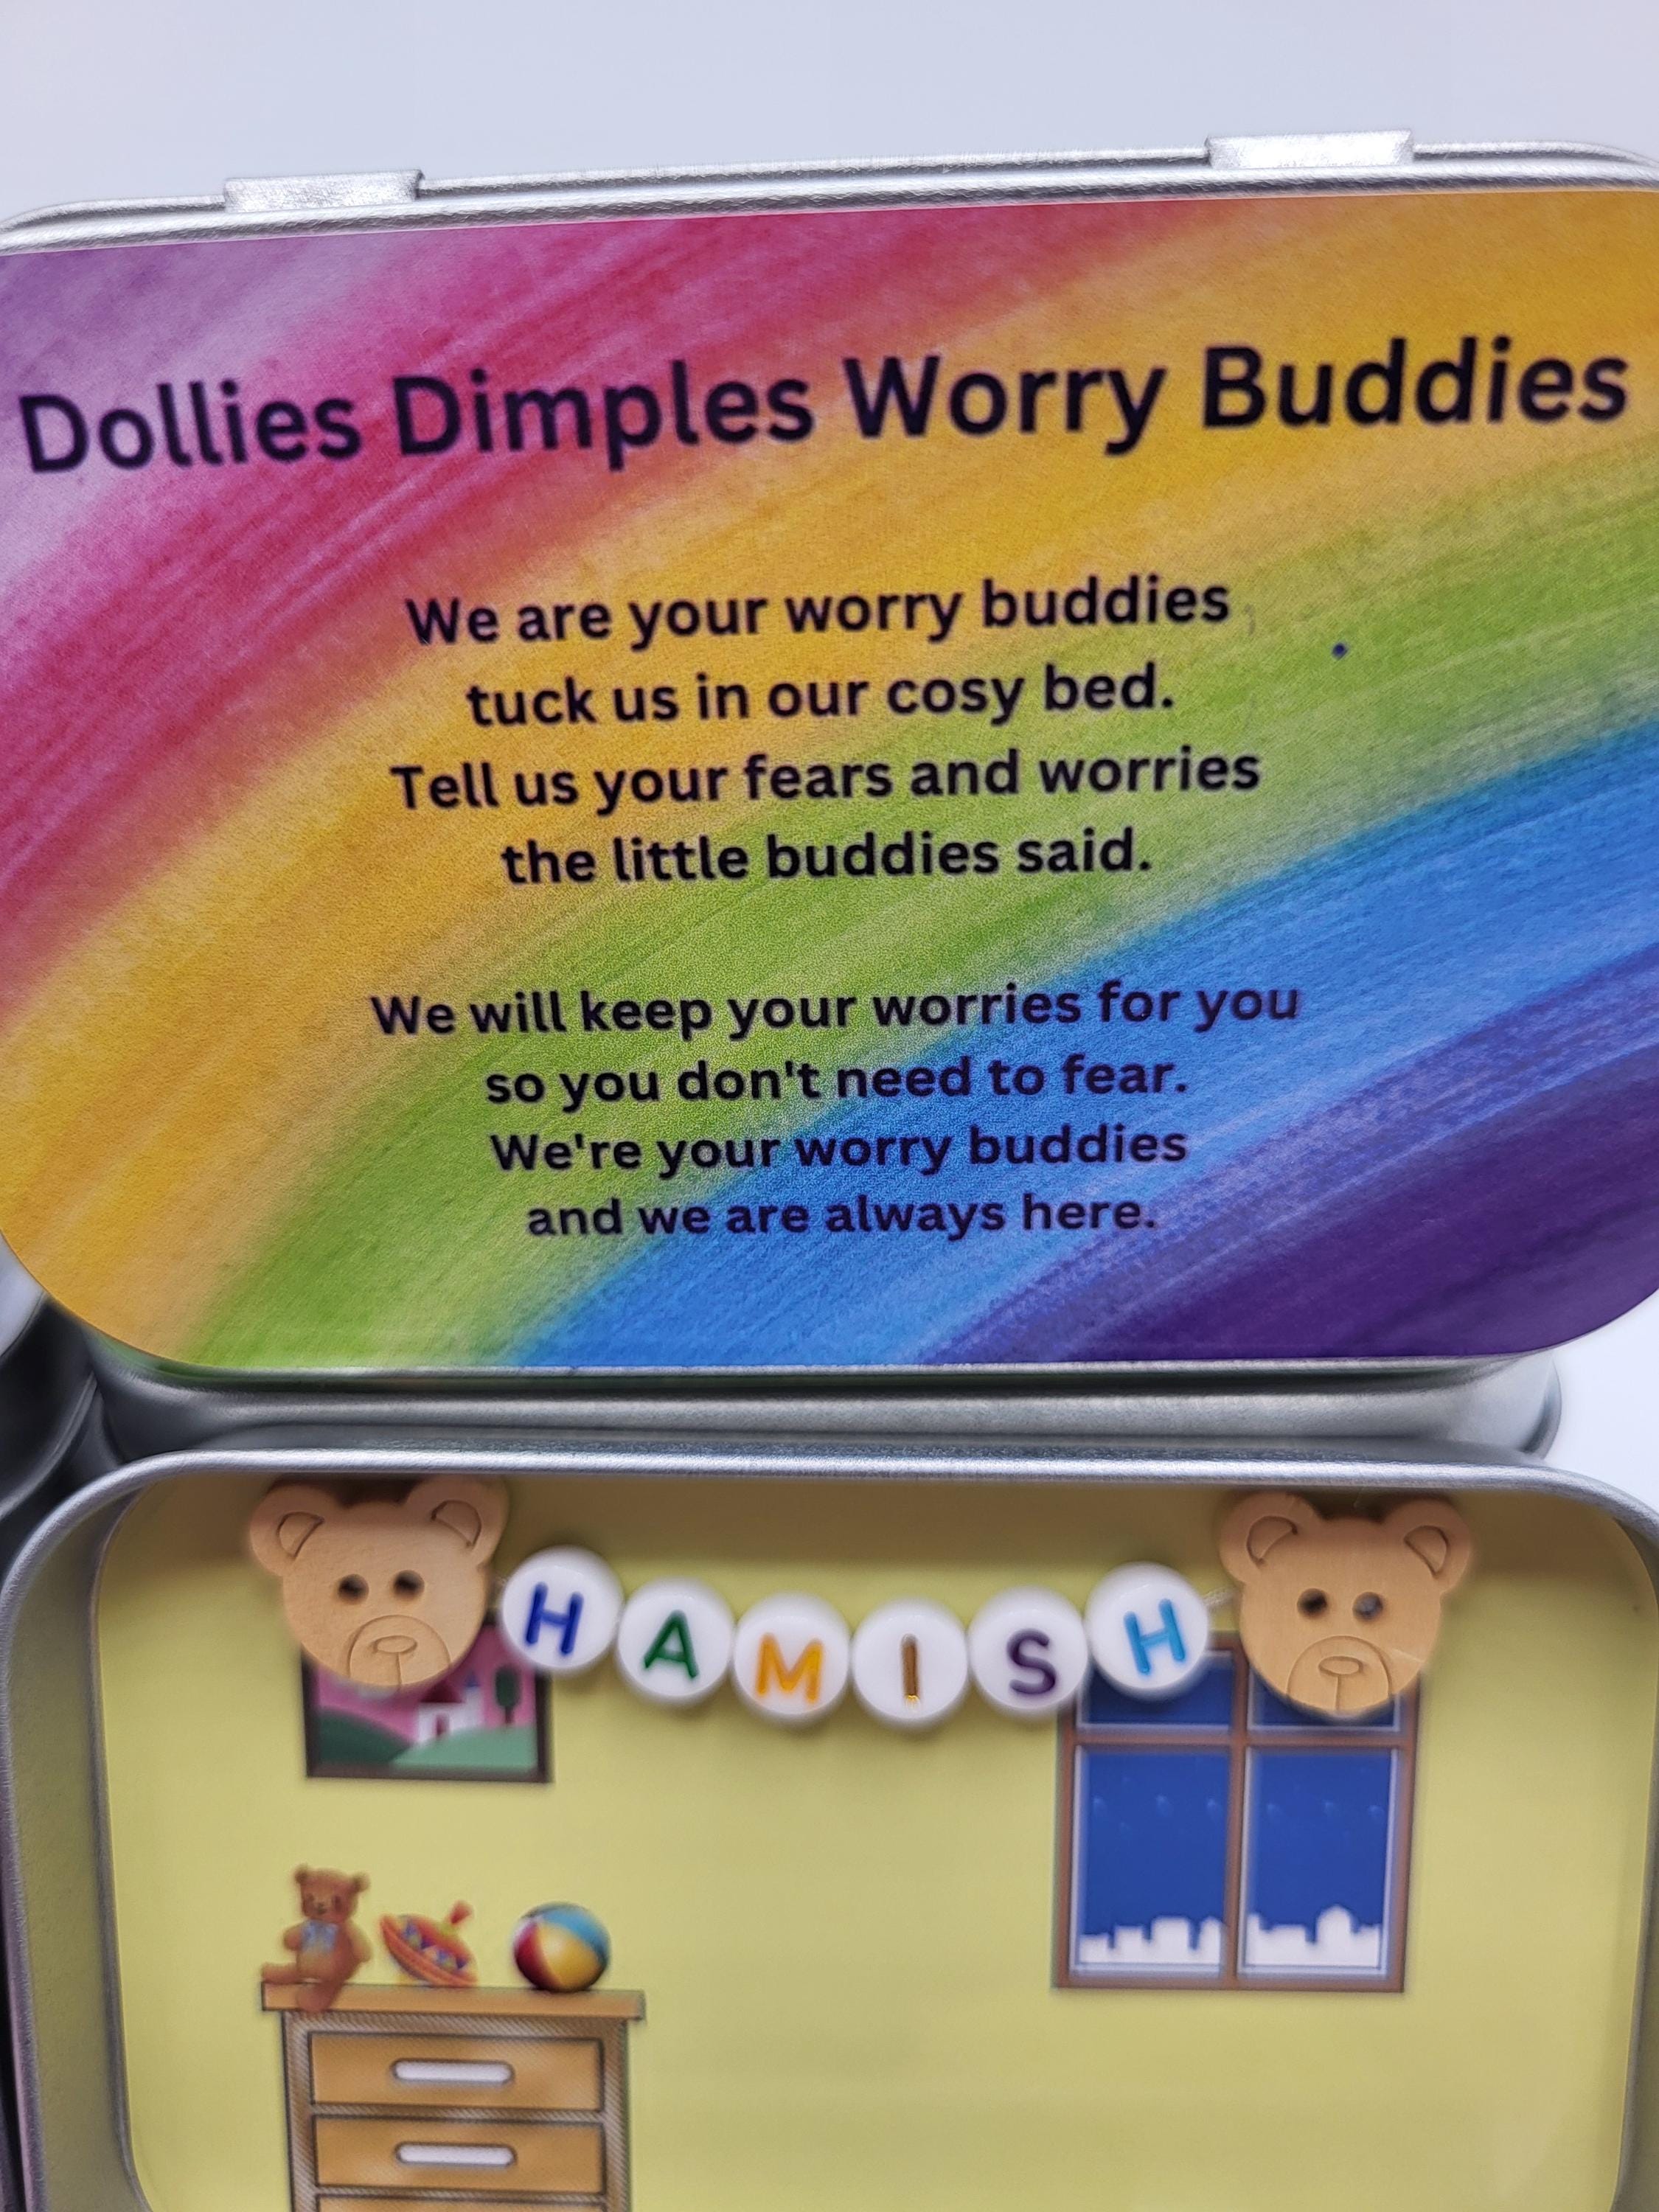 Dollies Dimples Worry Buddies
We are your worry buddies
tuck us in our cosy bed.
Tell us your fears and worries
the little buddies said.
We will keep your worries for you
so you don't need to fear.
We're your worry buddies
and we are always here.
HAMISH